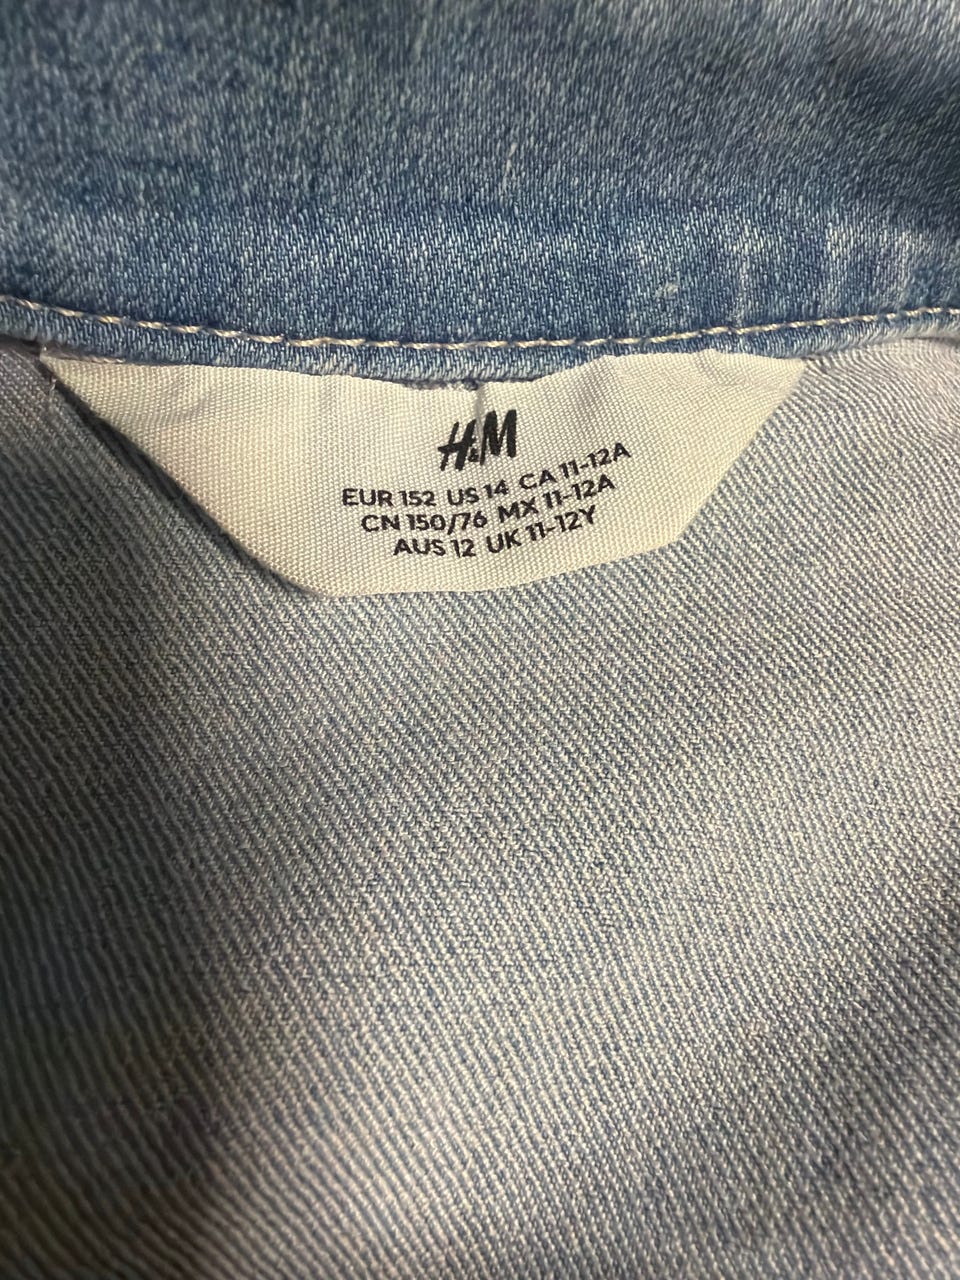 H&M
EUR 152 US 14 CA 11-12A
CN 150/76 MX 11-12A
AUS 12 UK 11-12Y